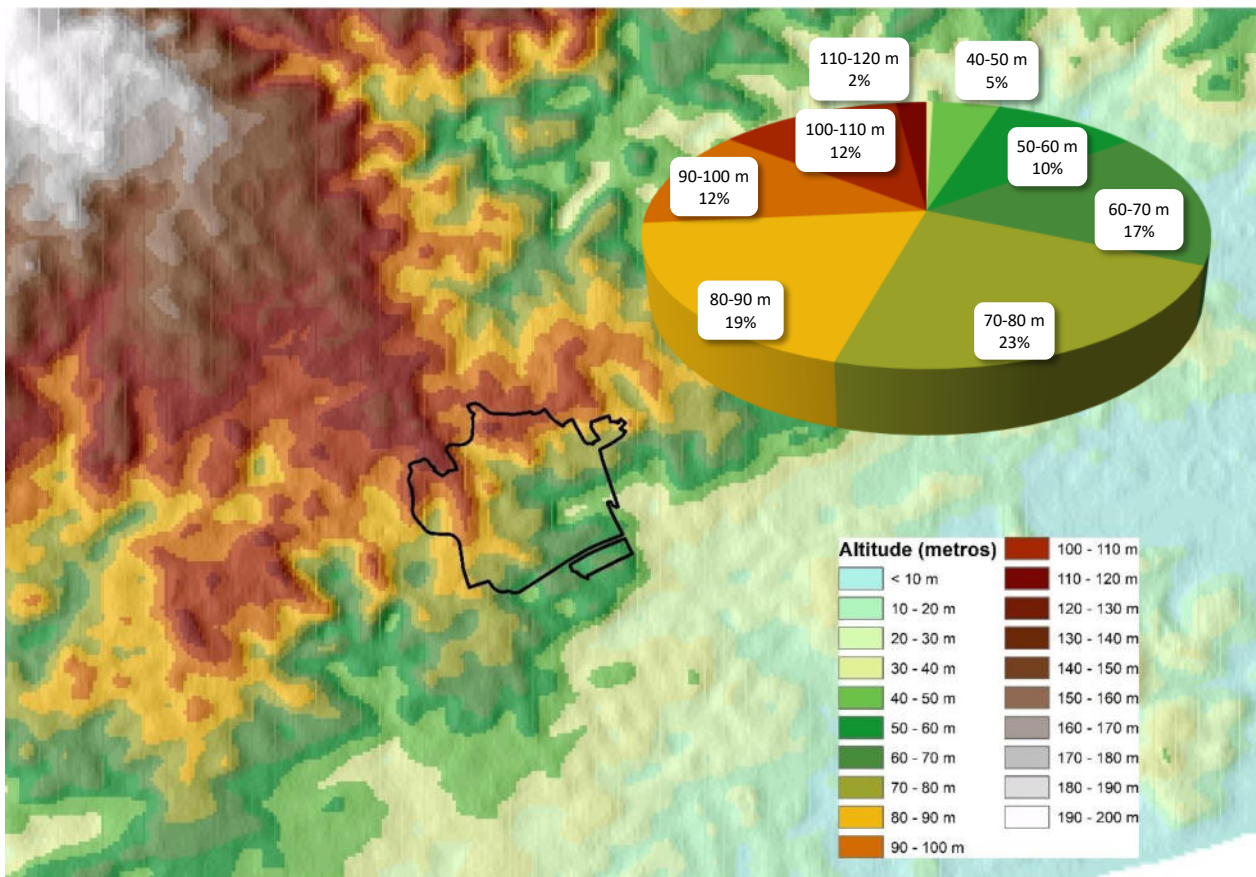 110-120 m
2%
40-50 m
5%
100-110 m
12%
50-60 m
10%
90-100 m
12%
60-70 m
17%
80-90 m
19%
70-80 m
23%
Altitude (metros)
< 10 m
10 - 20 m
20 - 30 m
30 - 40 m
40 - 50 m
50 - 60 m
60 - 70 m
70 - 80 m
80 - 90 m
90 - 100 m
100 - 110 m
110 - 120 m
120 - 130 m
130 - 140 m
140 - 150 m
150 - 160 m
160 - 170 m
170 - 180 m
180 - 190 m
190 - 200 m